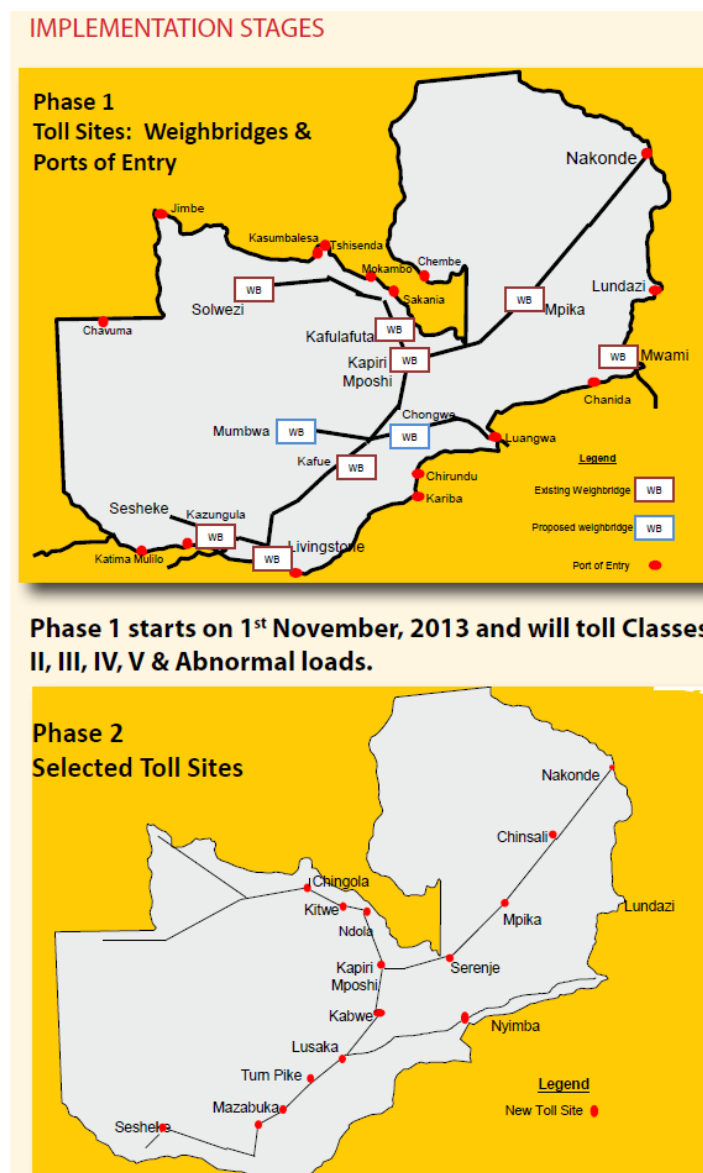 IMPLEMENTATION STAGES
Phase 1
Toll Sites: Weighbridges &
Ports of Entry
Nakonde
Jimbe
Kasumbalesa
Tshisenda
Mokambo
Chembe
Sakania
Lundazi
WB
Solwezi
WB
Mpika
Chavuma
Kafulafuta
WB
Kapiri
Mposhi
WB
WB
Mwami
Chanida
Chongwe
Mumbwa
WB
WB
Luangwa
Kafue
WB
Legend
Chirundu
Existing Weighbridge
WB
Kariba
Sesheke
Kazungula
WB
Proposed weighbridge
WB
Katima Mulilo
WB
Livingstone
Port of Entry
Phase 1 starts on 1st November, 2013 and will toll Classes
II, III, IV, V & Abnormal loads.
Phase 2
Selected Toll Sites
Nakonde
Chinsali
Chingola
Kitwe
Ndola
Mpika
Lundazi
Kapiri
Mposhi
Serenje
Kabwe
Nyimba
Lusaka
Turn Pike
Legend
Mazabuka
New Toll Site
Sesheke